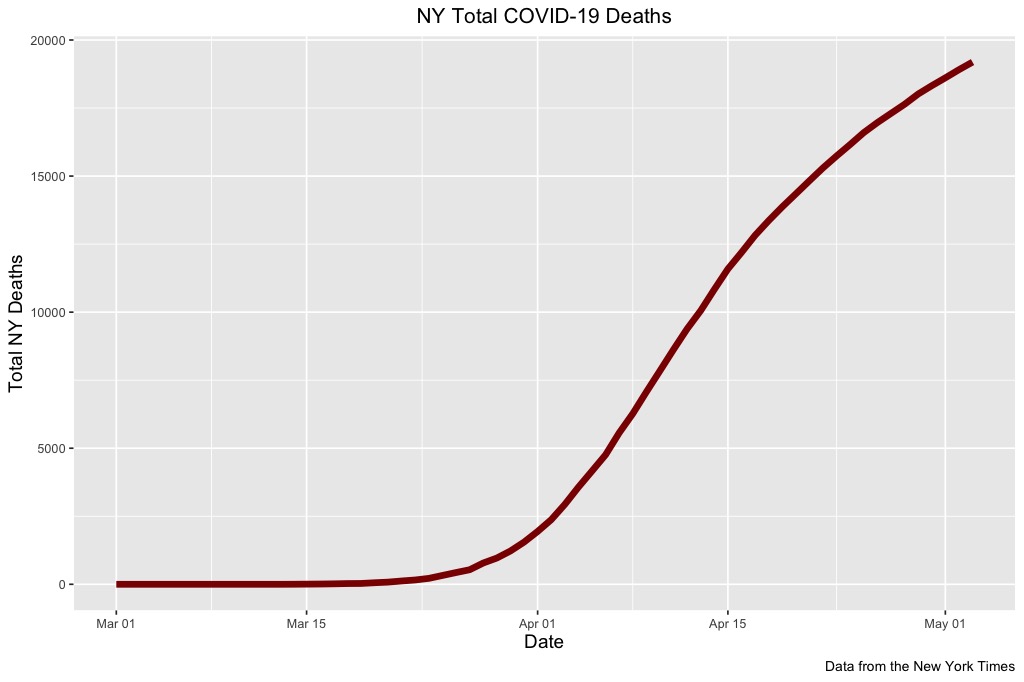 NY Total COVID-19 Deaths
20000
15000
10000
5000
0
Total NY Deaths
Mar 01
Mar 15
Apr 01
Apr 15
May 01
Date
Data from the New York Times